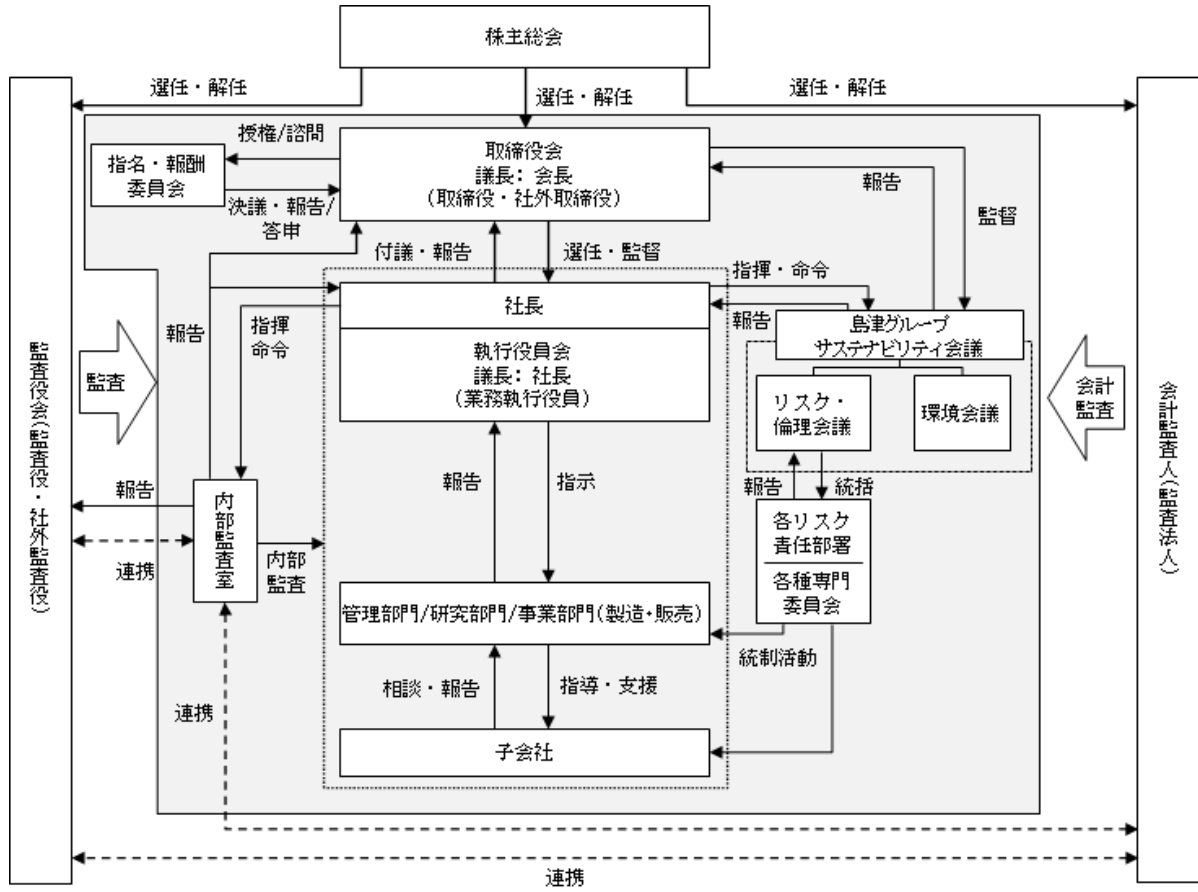 株主総会
選任・解任
選任・解任
選任・解任
授権/諮問
指名・報酬
委員会
決議・報告/
答申
取締役会
議長：会長
(取締役・社外取締役)
報告
監督
付議・報告
選任・監督
指揮・命令
報告
社長
報告
指揮
命令
執行役員会
議長：社長
(業務執行役員)
島津グループ
サステナビリティ会議
リスク・
倫理会議
環境会議
監査
会計
監査
監査役会(監査役・社外監査役)
会計監査人(監査法人)
報告
連携
内部監査室
内部
監査
報告
指示
報告
統括
各リスク
責任部署
各種専門
委員会
管理部門/研究部門/事業部門(製造・販売)
統制活動
相談・報告
指導・支援
連携
子会社
連携